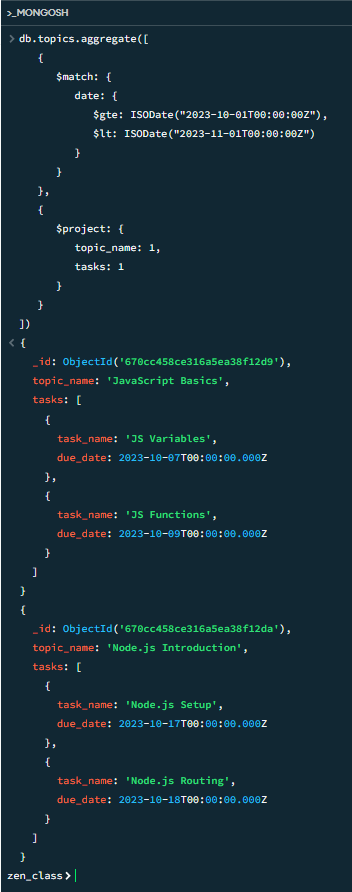 >_MONGOSH
> db.topics.aggregate([
    {
      $match: {
        date: {
          $gte: ISODate("2023-10-01T00:00:00Z"),
          $lt: ISODate("2023-11-01T00:00:00Z")
        }
      }
    },
    {
      $project: {
        topic_name: 1,
        tasks: 1
      }
    }
  ])
< {
    _id: ObjectId('670cc458ce316a5ea38f12d9'),
    topic_name: 'JavaScript Basics',
    tasks: [
      {
        task_name: 'JS Variables',
        due_date: 2023-10-07T00:00:00.000Z
      },
      {
        task_name: 'JS Functions',
        due_date: 2023-10-09T00:00:00.000Z
      }
    ]
  }
  {
    _id: ObjectId('670cc458ce316a5ea38f12da'),
    topic_name: 'Node.js Introduction',
    tasks: [
      {
        task_name: 'Node.js Setup',
        due_date: 2023-10-17T00:00:00.000Z
      },
      {
        task_name: 'Node.js Routing',
        due_date: 2023-10-18T00:00:00.000Z
      }
    ]
  }
zen_class>